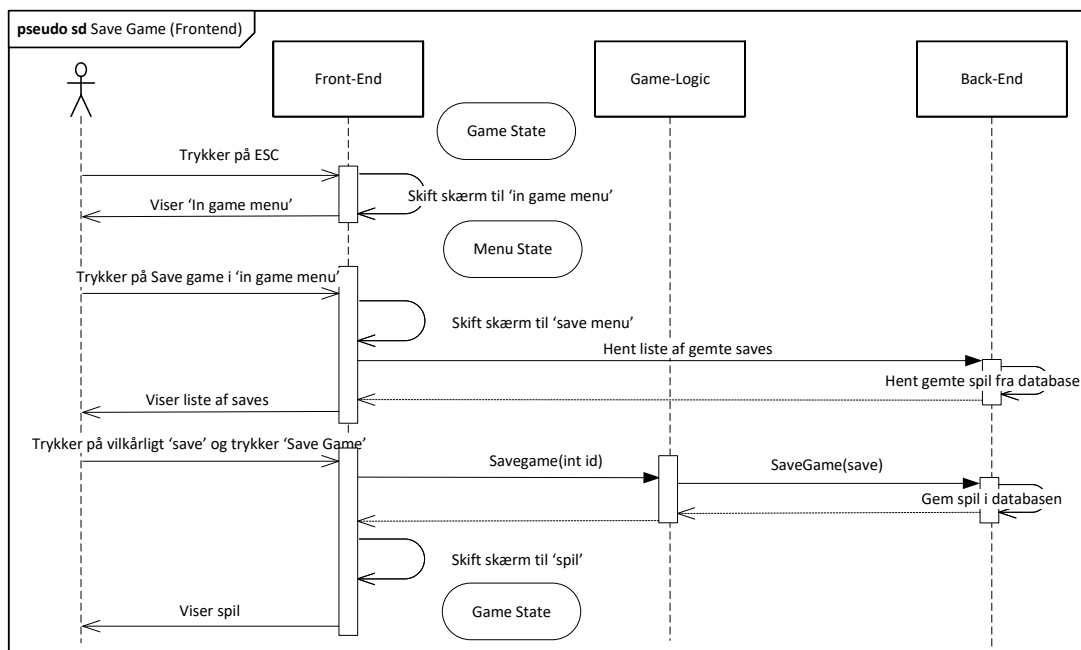 pseudo sd Save Game (Frontend)
Front-End
Game-Logic
Back-End
Game State
Trykker på ESC
Skift skærm til ‘in game menu’
Viser ‘In game menu’
Menu State
Trykker på Save game i ‘in game menu’
Skift skærm til ‘save menu’
Hent liste af gemte saves
Hent gemte spil fra database
Viser liste af saves
Trykker på vilkårligt ‘save’ og trykker ‘Save Game’
Savegame(int id)
SaveGame(save)
Gem spil i databasen
Skift skærm til ‘spil’
Viser spil
Game State